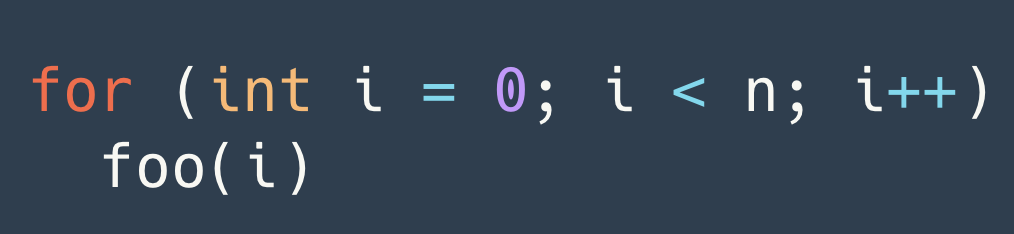 for (int i = 0; i < n; i++)
  foo(i)